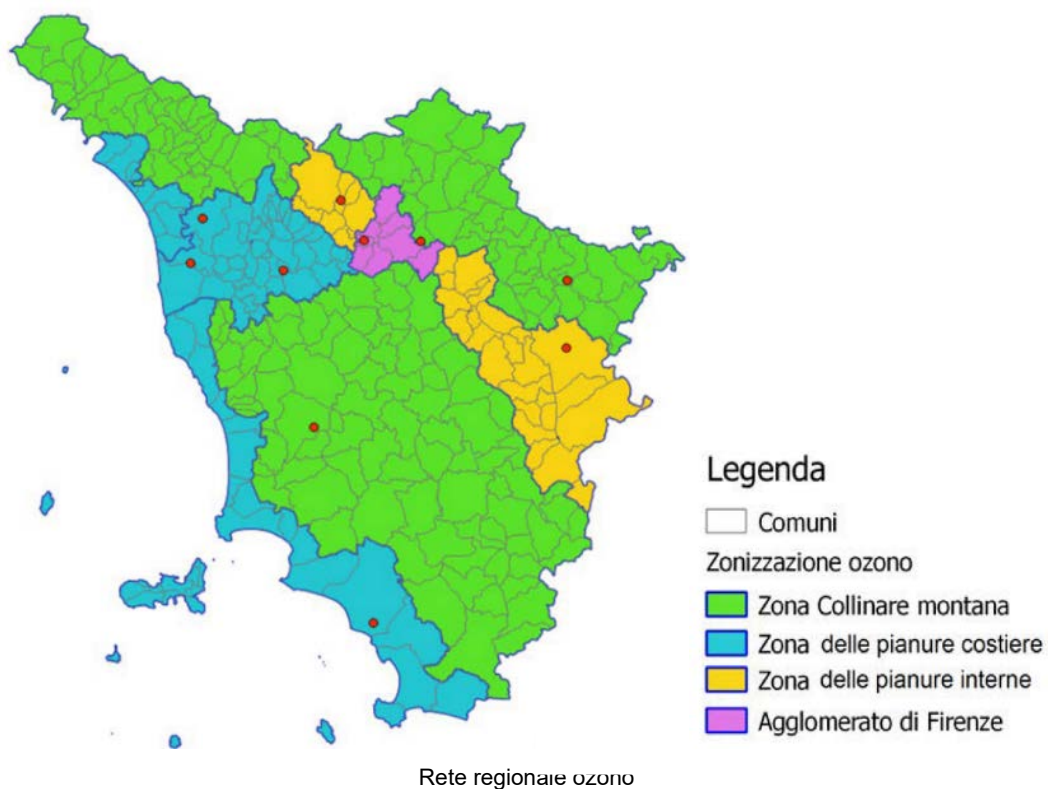 Legenda
Comuni
Zonizzazione ozono
Zona Collinare montana
Zona delle pianure costiere
Zona delle pianure interne
Agglomerato di Firenze
Rete regionale ozono